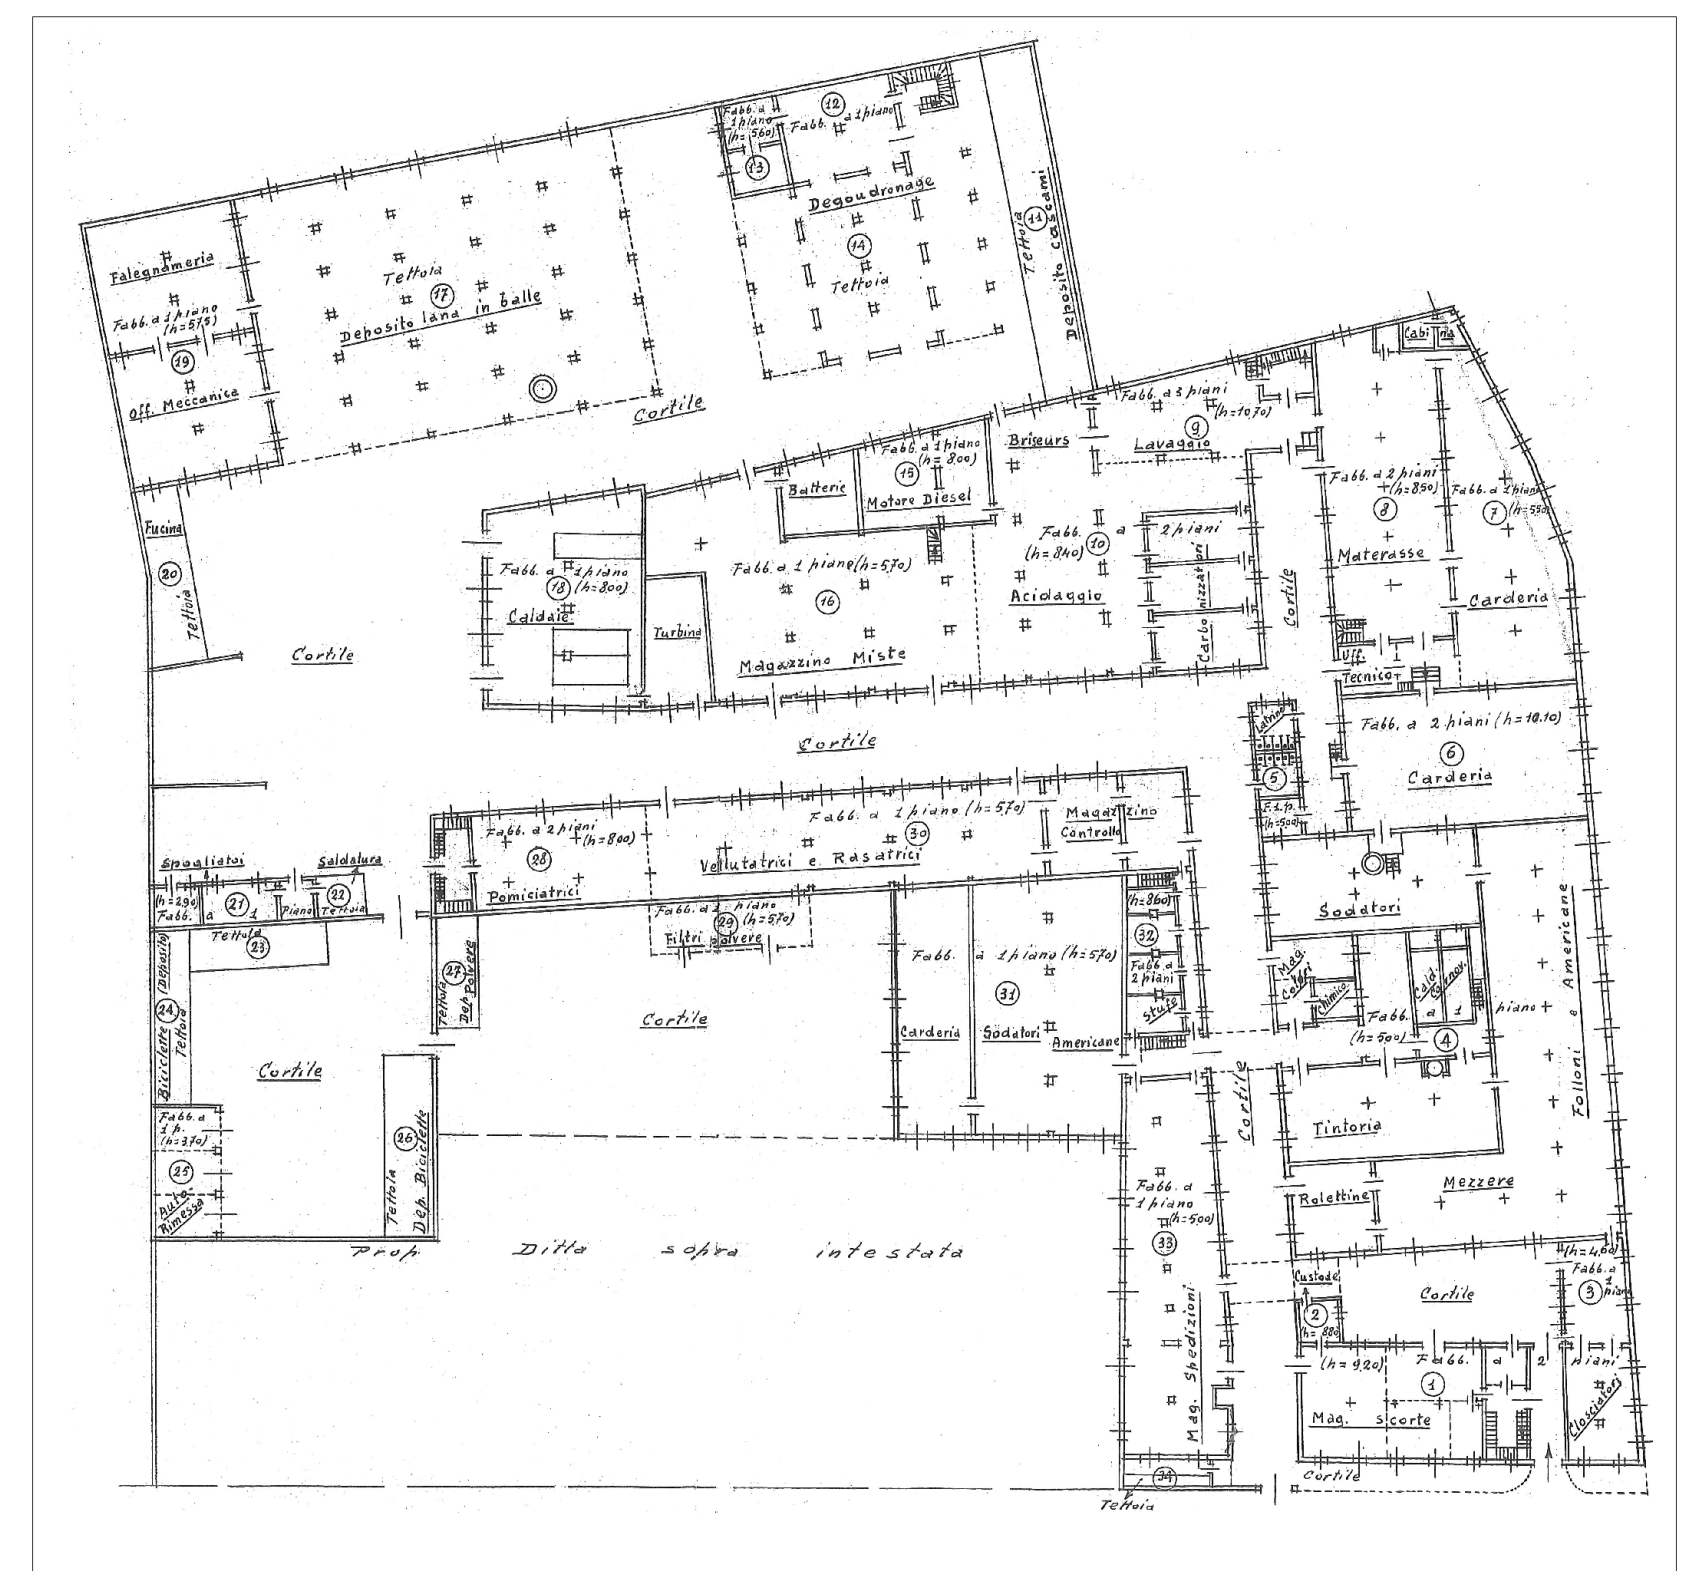 Fabb. a
1 piano
(h=560)
13
12
Fabb. a 1 piano
Degoudronage
14
Tettoia
Tettoia
11
Deposito cascami
Falegnameria
Fabb. a 1 piano
(h=575)
19
Off. Meccanica
Tettoia
17
Deposito lana in balle
Cortile
Fucina
20
Tettoia
Cortile
Fabb. a 1 piano
18 (h=800)
Caldaie
Turbina
Batterie
Fabb. a 1 piano
(h=800)
15
Motore Diesel
Fabb. a 1 piano (h=570)
16
Magazzino Miste
Briseurs
Fabb. a 2 piani
(h=840) 10
Acidaggio
Carbonizzatori
Fabb. a 3 piani
(h=1070)
9
Lavaggio
Cortile
Cabina
Fabb. a 2 piani
(h=850)
8
Materasse
Uff.
Tecnico
Fabb. a 1 piano
7 (h=550)
Carderia
Fabb. a 2 piani (h=10.10)
6
Carderia
Latrine
5
F. 1 p.
(h=500)
Cortile
Fabb. a 2 piani
(h=800)
28
Pomiciatrici
Fabb. a 1 piano (h=570)
30
Vellutatrici e Rasatrici
Magazzino
Controllo
Spogliatoi
Saldatura
(h=290)
Fabb. a 1 Piano
21
22
Tettoia
Tettoia
23
24
Biciclette (Deposito)
Tettoia
Cortile
Fabb. a
1 p.
(h=370)
25
Auto-
Rimessa
26
Tettoia
Dep. Biciclette
27
Tettoia
Dep. Polvere
Fabb. a 1 piano
29 (h=570)
Filtri polvere
Cortile
Fabb. a 1 piano (h=570)
31
Carderia
Sodatori
Americane
(h=860)
32
Fabb. a
2 piani
Stufe
Sodatori
Mag.
Colori
Chimico
Cald.
Cornov.
Fabb. a 1 piano
(h=500)
4
Folloni e Americane
Tintoria
Rolettine
Mezzere
Cortile
Fabb. a
1 piano
(h=500)
33
Mag. Spedizioni
Prop. Ditta sopra intestata
Custode
2
(h=880)
Cortile
(h=4.60)
Fabb. a
1
3 piano
(h=9.20) Fabb. a 2 piani
1
Mag. scorte
Closciatori
Cortile
34
Tettoia